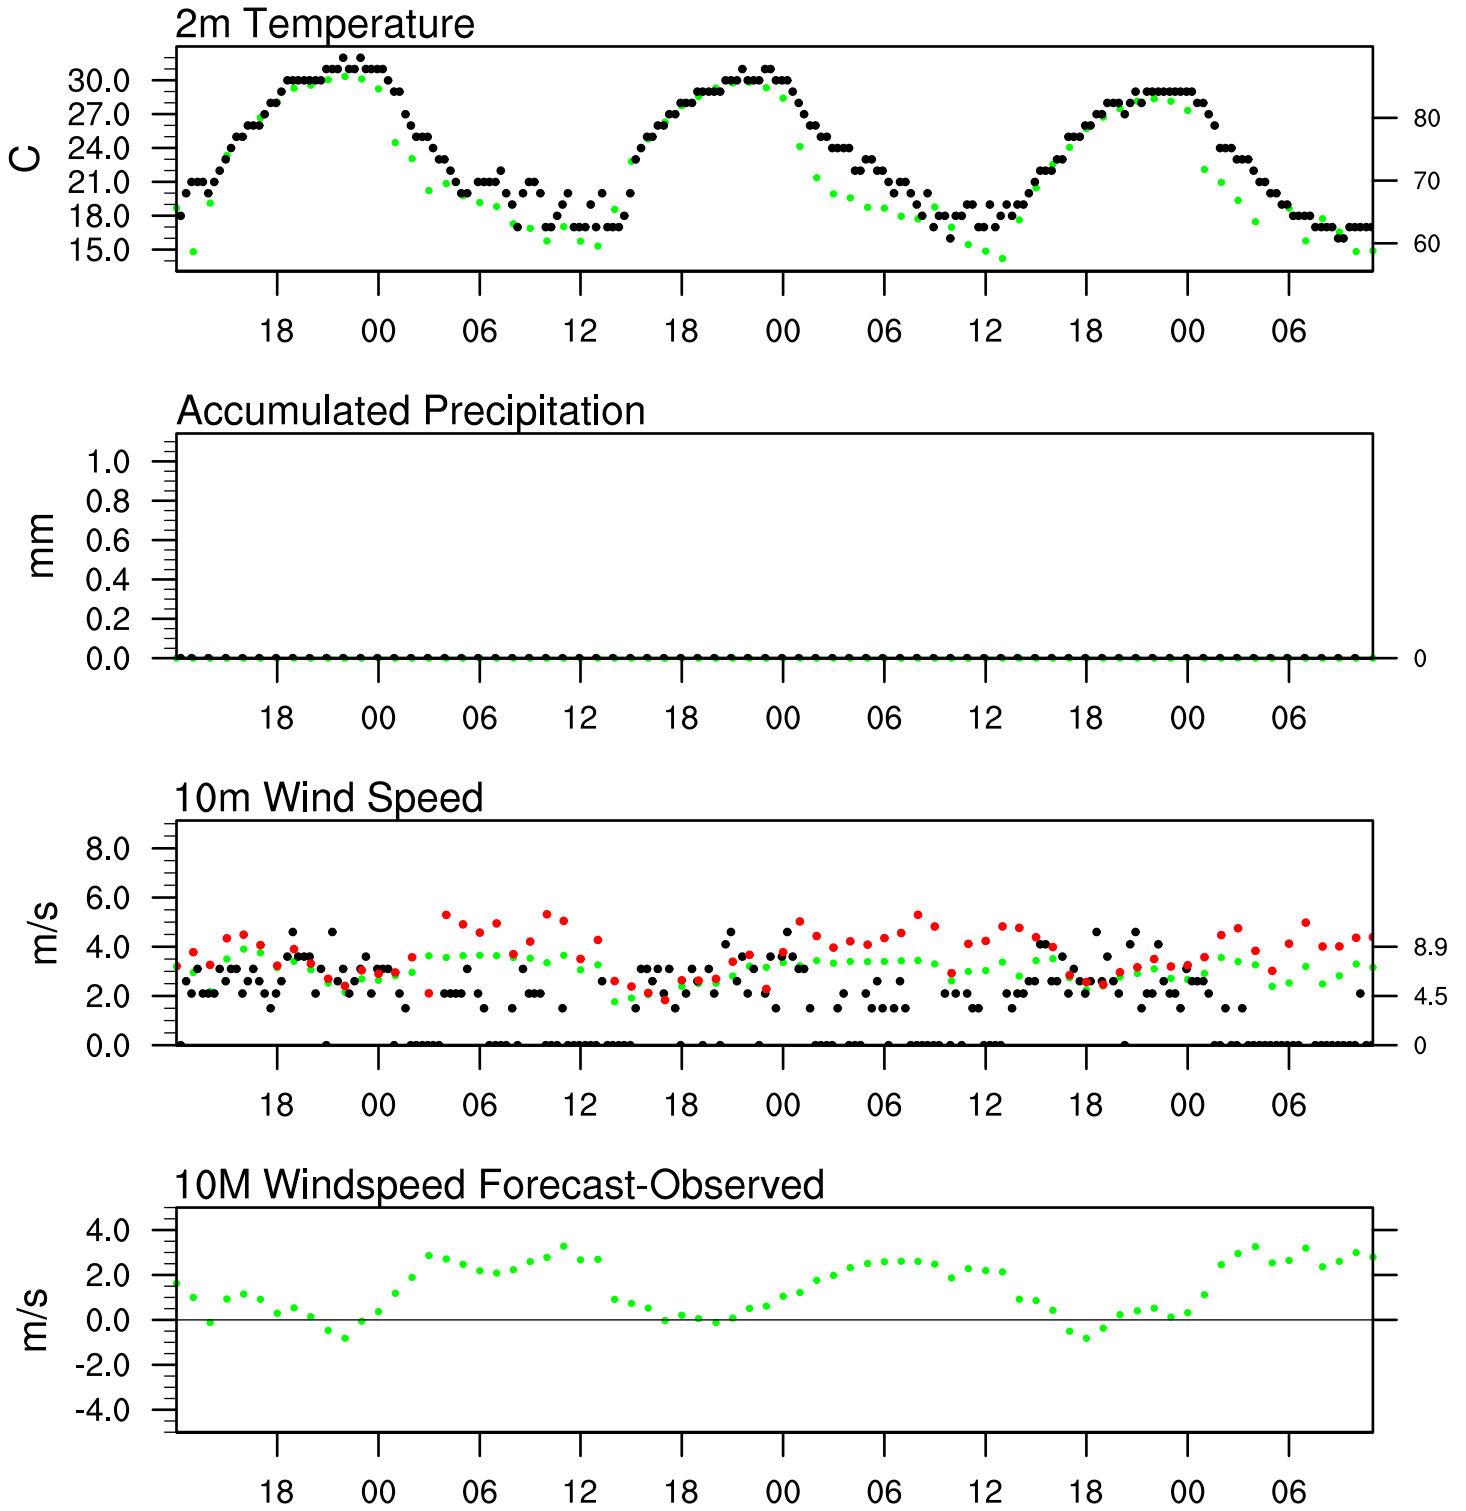 2m Temperature
30.0
27.0
24.0
21.0
18.0
15.0
C
80
70
60
18 00 06 12 18 00 06 12 18 00 06
Accumulated Precipitation
1.0
0.8
0.6
0.4
0.2
0.0
mm
0
18 00 06 12 18 00 06 12 18 00 06
10m Wind Speed
8.0
6.0
4.0
2.0
0.0
m/s
8.9
4.5
0
18 00 06 12 18 00 06 12 18 00 06
10M Windspeed Forecast-Observed
4.0
2.0
0.0
-2.0
-4.0
m/s
18 00 06 12 18 00 06 12 18 00 06